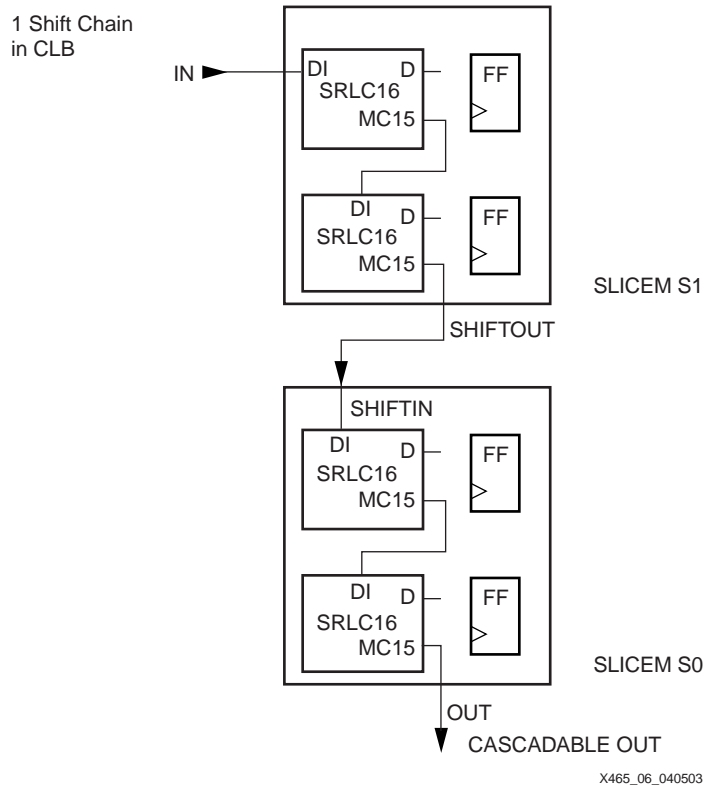 1 Shift Chain
in CLB
IN
DI
D
SRLC16
MC15
FF
DI
D
SRLC16
MC15
FF
SLICEM S1
SHIFTOUT
SHIFTIN
DI
D
SRLC16
MC15
FF
DI
D
SRLC16
MC15
FF
SLICEM S0
OUT
CASCADABLE OUT
X465_06_040503